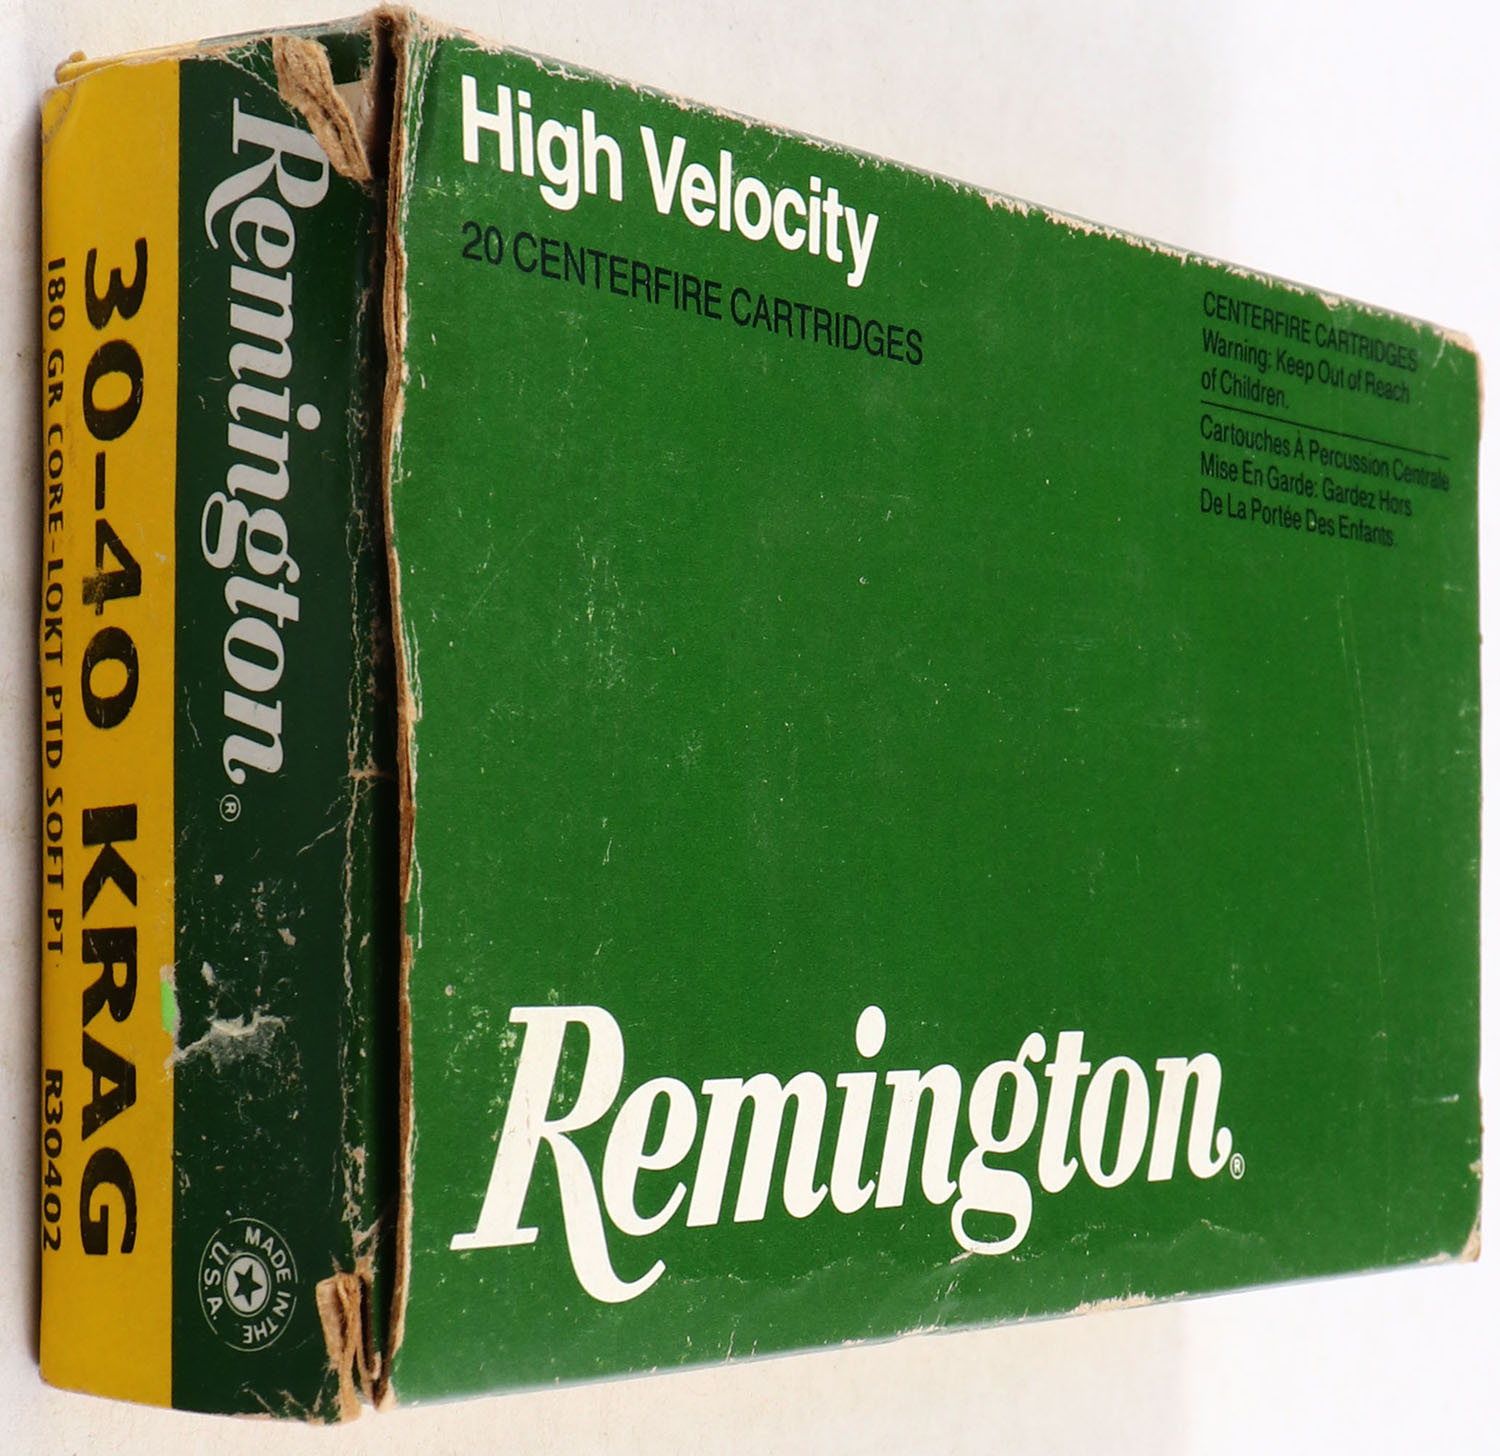 High Velocity
20 CENTERFIRE CARTRIDGES
CENTERFIRE CARTRIDGES
Warning: Keep Out of Reach
of Children.
Cartouches À Percussion Centrale
Mise En Garde: Gardez Hors
De La Portée Des Enfants.
Remington®
Remington®
MADE IN THE U.S.A.
30-40 KRAG
180 GR CORE-LOKT PTD SOFT PT R30402